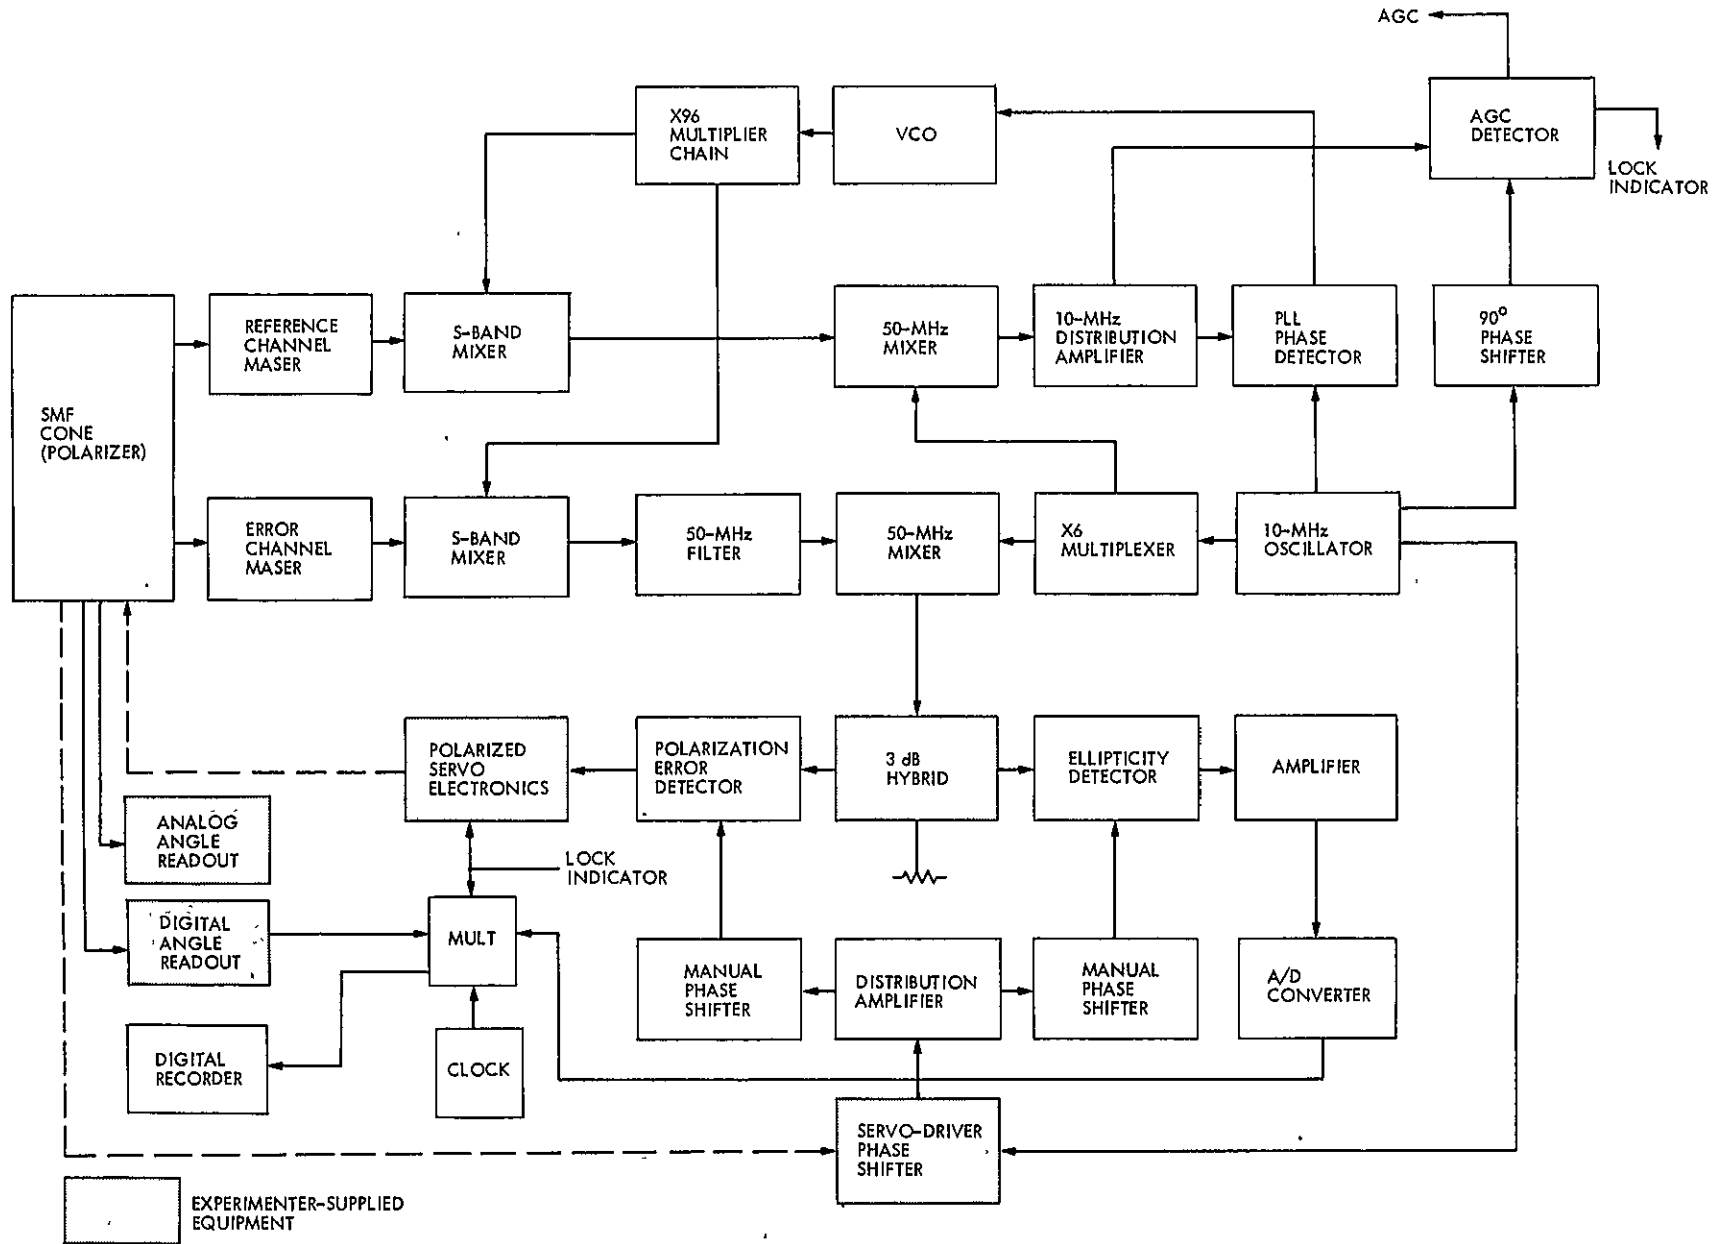 AGC
X96
MULTIPLIER
CHAIN
VCO
AGC
DETECTOR
LOCK
INDICATOR
SMF
CONE
(POLARIZER)
REFERENCE
CHANNEL
MASER
S-BAND
MIXER
50-MHz
MIXER
10-MHz
DISTRIBUTION
AMPLIFIER
PLL
PHASE
DETECTOR
90°
PHASE
SHIFTER
ERROR
CHANNEL
MASER
S-BAND
MIXER
50-MHz
FILTER
50-MHz
MIXER
X6
MULTIPLEXER
10-MHz
OSCILLATOR
POLARIZED
SERVO
ELECTRONICS
POLARIZATION
ERROR
DETECTOR
3 dB
HYBRID
ELLIPTICITY
DETECTOR
AMPLIFIER
ANALOG
ANGLE
READOUT
LOCK
INDICATOR
DIGITAL
ANGLE
READOUT
MULT
MANUAL
PHASE
SHIFTER
DISTRIBUTION
AMPLIFIER
MANUAL
PHASE
SHIFTER
A/D
CONVERTER
DIGITAL
RECORDER
CLOCK
SERVO-DRIVER
PHASE
SHIFTER
EXPERIMENTER-SUPPLIED
EQUIPMENT